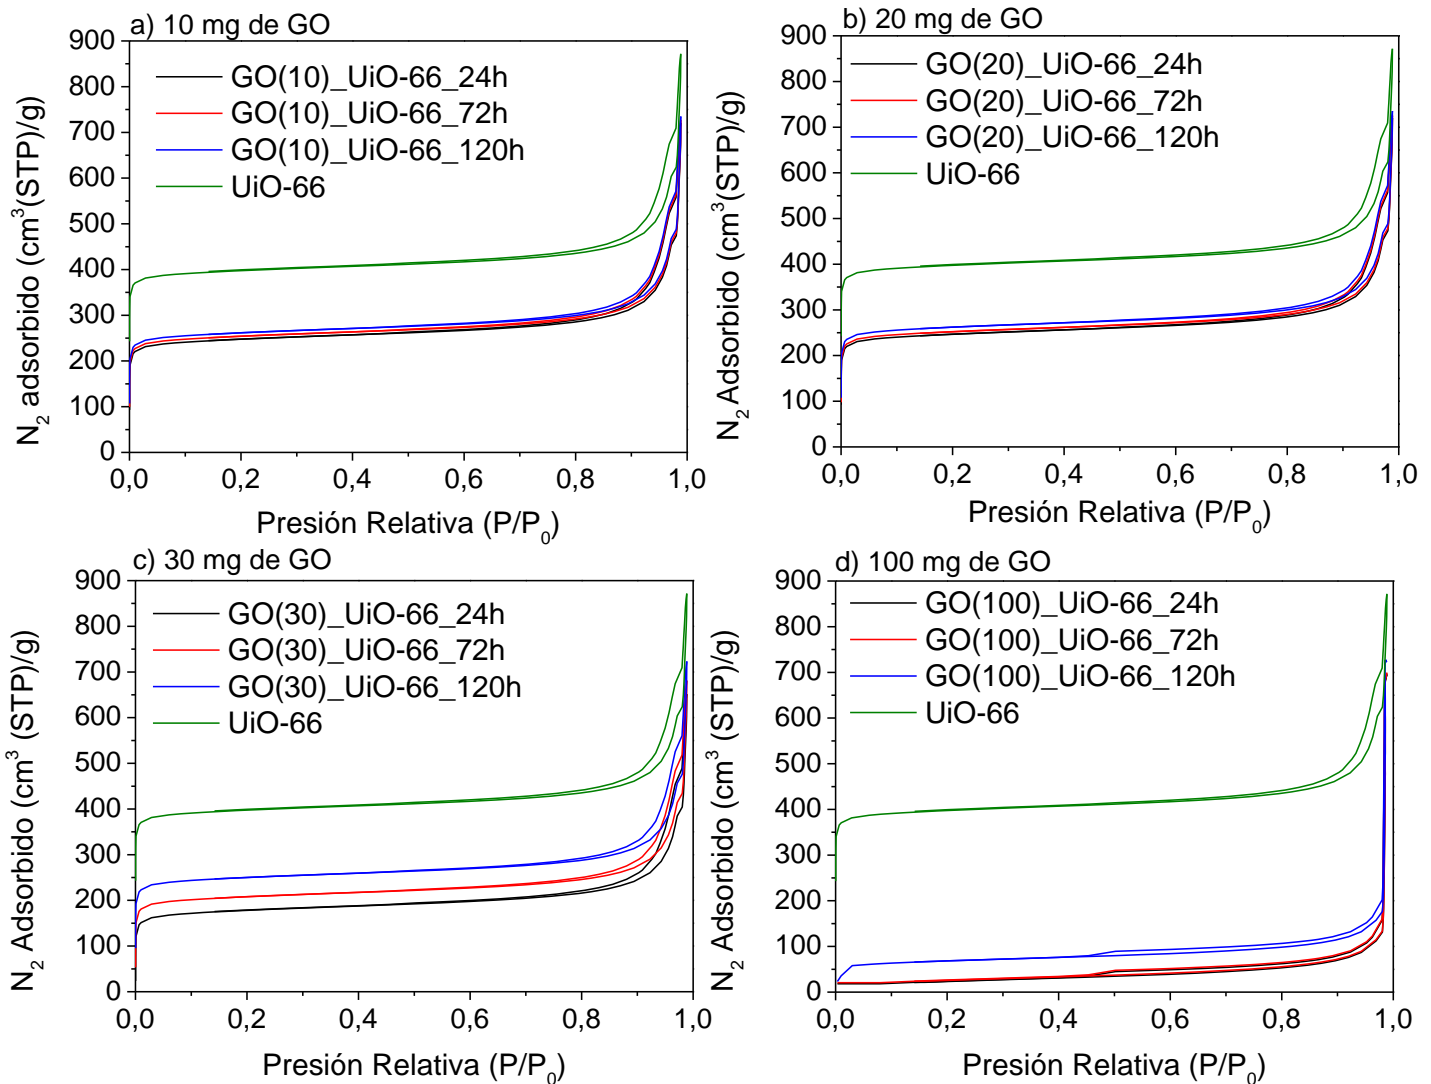 a) 10 mg de GO
GO(10)_UiO-66_24h
GO(10)_UiO-66_72h
GO(10)_UiO-66_120h
UiO-66
N₂ adsorbido (cm³(STP)/g)
900
800
700
600
500
400
300
200
100
0
0,0 0,2 0,4 0,6 0,8 1,0
Presión Relativa (P/P₀)
b) 20 mg de GO
GO(20)_UiO-66_24h
GO(20)_UiO-66_72h
GO(20)_UiO-66_120h
UiO-66
N₂ Adsorbido (cm³(STP)/g)
900
800
700
600
500
400
300
200
100
0
0,0 0,2 0,4 0,6 0,8 1,0
Presión Relativa (P/P₀)
c) 30 mg de GO
GO(30)_UiO-66_24h
GO(30)_UiO-66_72h
GO(30)_UiO-66_120h
UiO-66
N₂ Adsorbido (cm³ (STP)/g)
900
800
700
600
500
400
300
200
100
0
0,0 0,2 0,4 0,6 0,8 1,0
Presión Relativa (P/P₀)
d) 100 mg de GO
GO(100)_UiO-66_24h
GO(100)_UiO-66_72h
GO(100)_UiO-66_120h
UiO-66
N₂ Adsorbido (cm³ (STP)/g)
900
800
700
600
500
400
300
200
100
0
0,0 0,2 0,4 0,6 0,8 1,0
Presión Relativa (P/P₀)